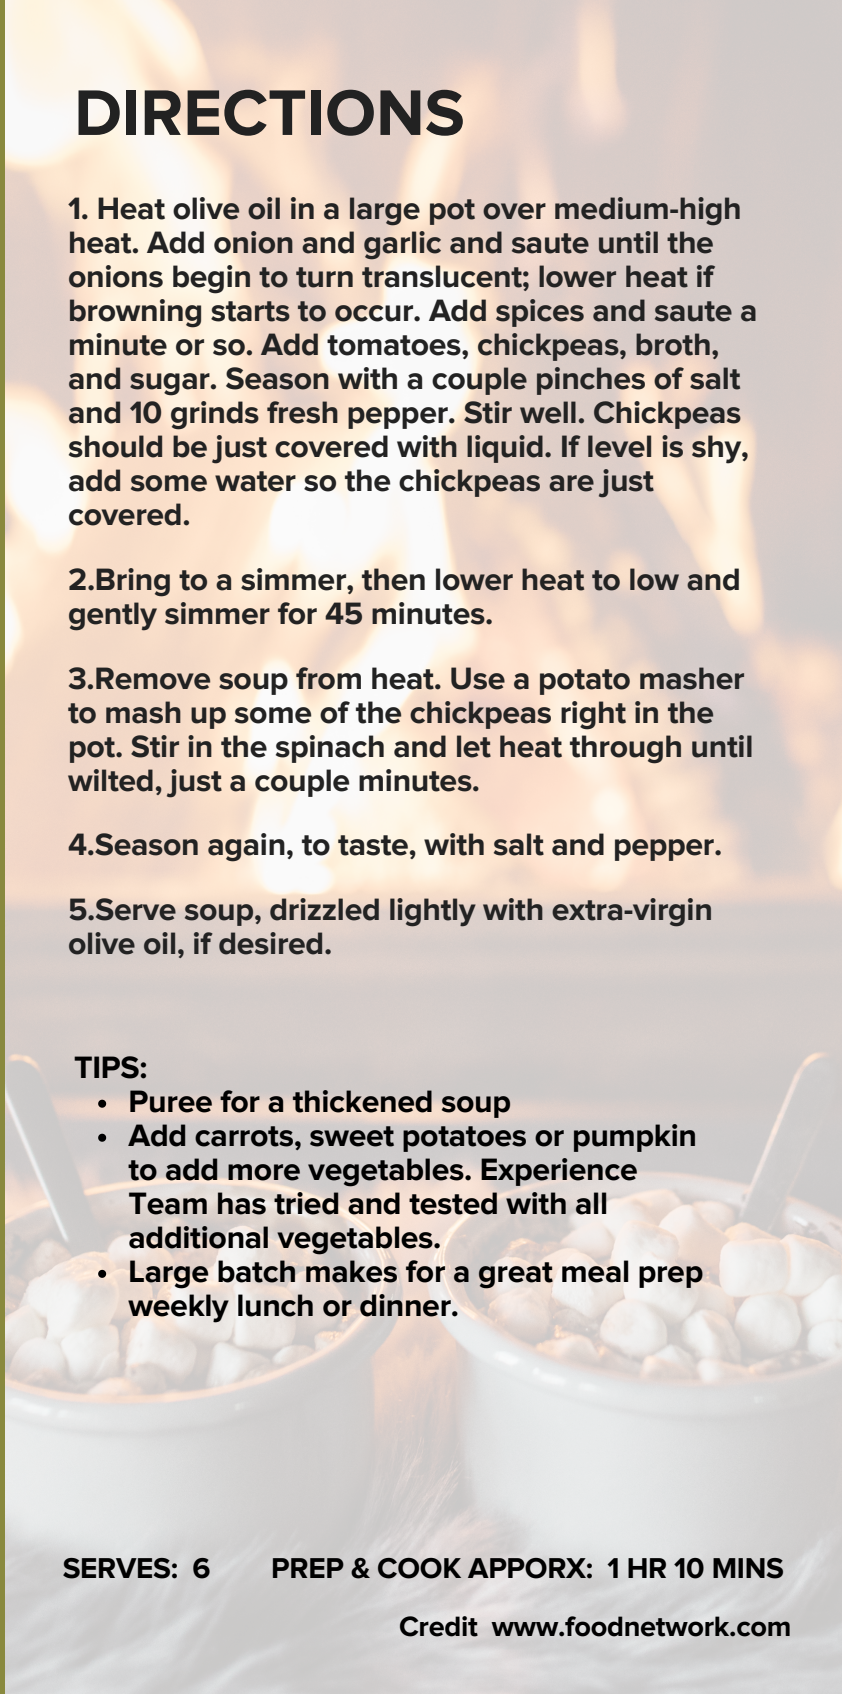 DIRECTIONS
1. Heat olive oil in a large pot over medium-high
heat. Add onion and garlic and saute until the
onions begin to turn translucent; lower heat if
browning starts to occur. Add spices and saute a
minute or so. Add tomatoes, chickpeas, broth,
and sugar. Season with a couple pinches of salt
and 10 grinds fresh pepper. Stir well. Chickpeas
should be just covered with liquid. If level is shy,
add some water so the chickpeas are just
covered.
2.Bring to a simmer, then lower heat to low and
gently simmer for 45 minutes.
3.Remove soup from heat. Use a potato masher
to mash up some of the chickpeas right in the
pot. Stir in the spinach and let heat through until
wilted, just a couple minutes.
4.Season again, to taste, with salt and pepper.
5.Serve soup, drizzled lightly with extra-virgin
olive oil, if desired.
TIPS:
• Puree for a thickened soup
• Add carrots, sweet potatoes or pumpkin
to add more vegetables. Experience
Team has tried and tested with all
additional vegetables.
• Large batch makes for a great meal prep
weekly lunch or dinner.
SERVES: 6 PREP & COOK APPORX: 1 HR 10 MINS
Credit www.foodnetwork.com